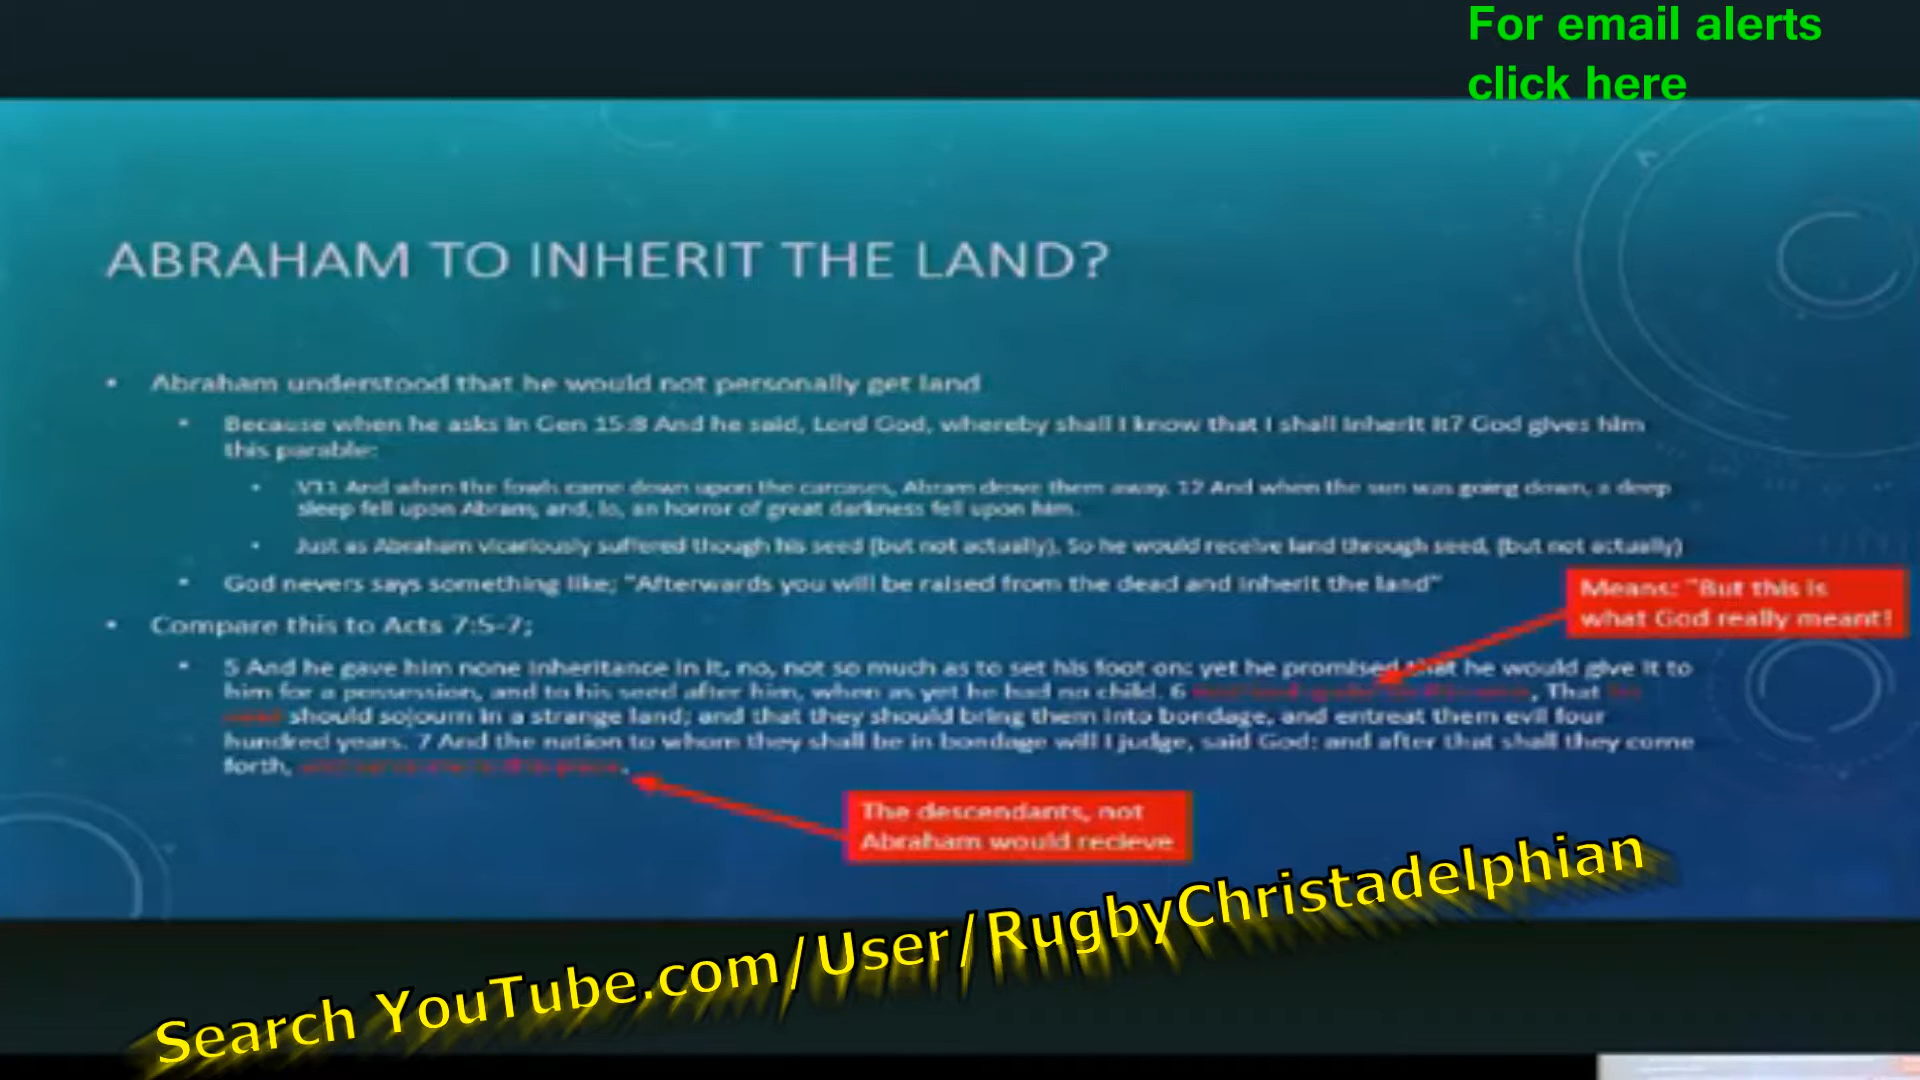 For email alerts
click here
ABRAHAM TO INHERIT THE LAND?
• Abraham understood that he would not personally get land
• Because when he asks in Gen 15:8 And he said, Lord God, whereby shall I know that I shall inherit it? God gives him
this parable:
• V11 And when the fowls came down upon the carcases, Abram drove them away. 12 And when the sun was going down, a deep
sleep fell upon Abram; and, lo, an horror of great darkness fell upon him.
• Just as Abraham vicariously suffered though his seed (but not actually), So he would receive land through seed, (but not actually)
• God nevers says something like; "Afterwards you will be raised from the dead and inherit the land"
Means: "But this is
what God really meant!
• Compare this to Acts 7:5-7;
• 5 And he gave him none inheritance in it, no, not so much as to set his foot on: yet he promised that he would give it to
him for a possession, and to his seed after him, when as yet he had no child. 6 , That
should sojourn in a strange land; and that they should bring them into bondage, and entreat them evil four
hundred years. 7 And the nation to whom they shall be in bondage will I judge, said God: and after that shall they come
forth,
The descendants, not
Abraham would recieve
Search YouTube.com/User/RugbyChristadelphian